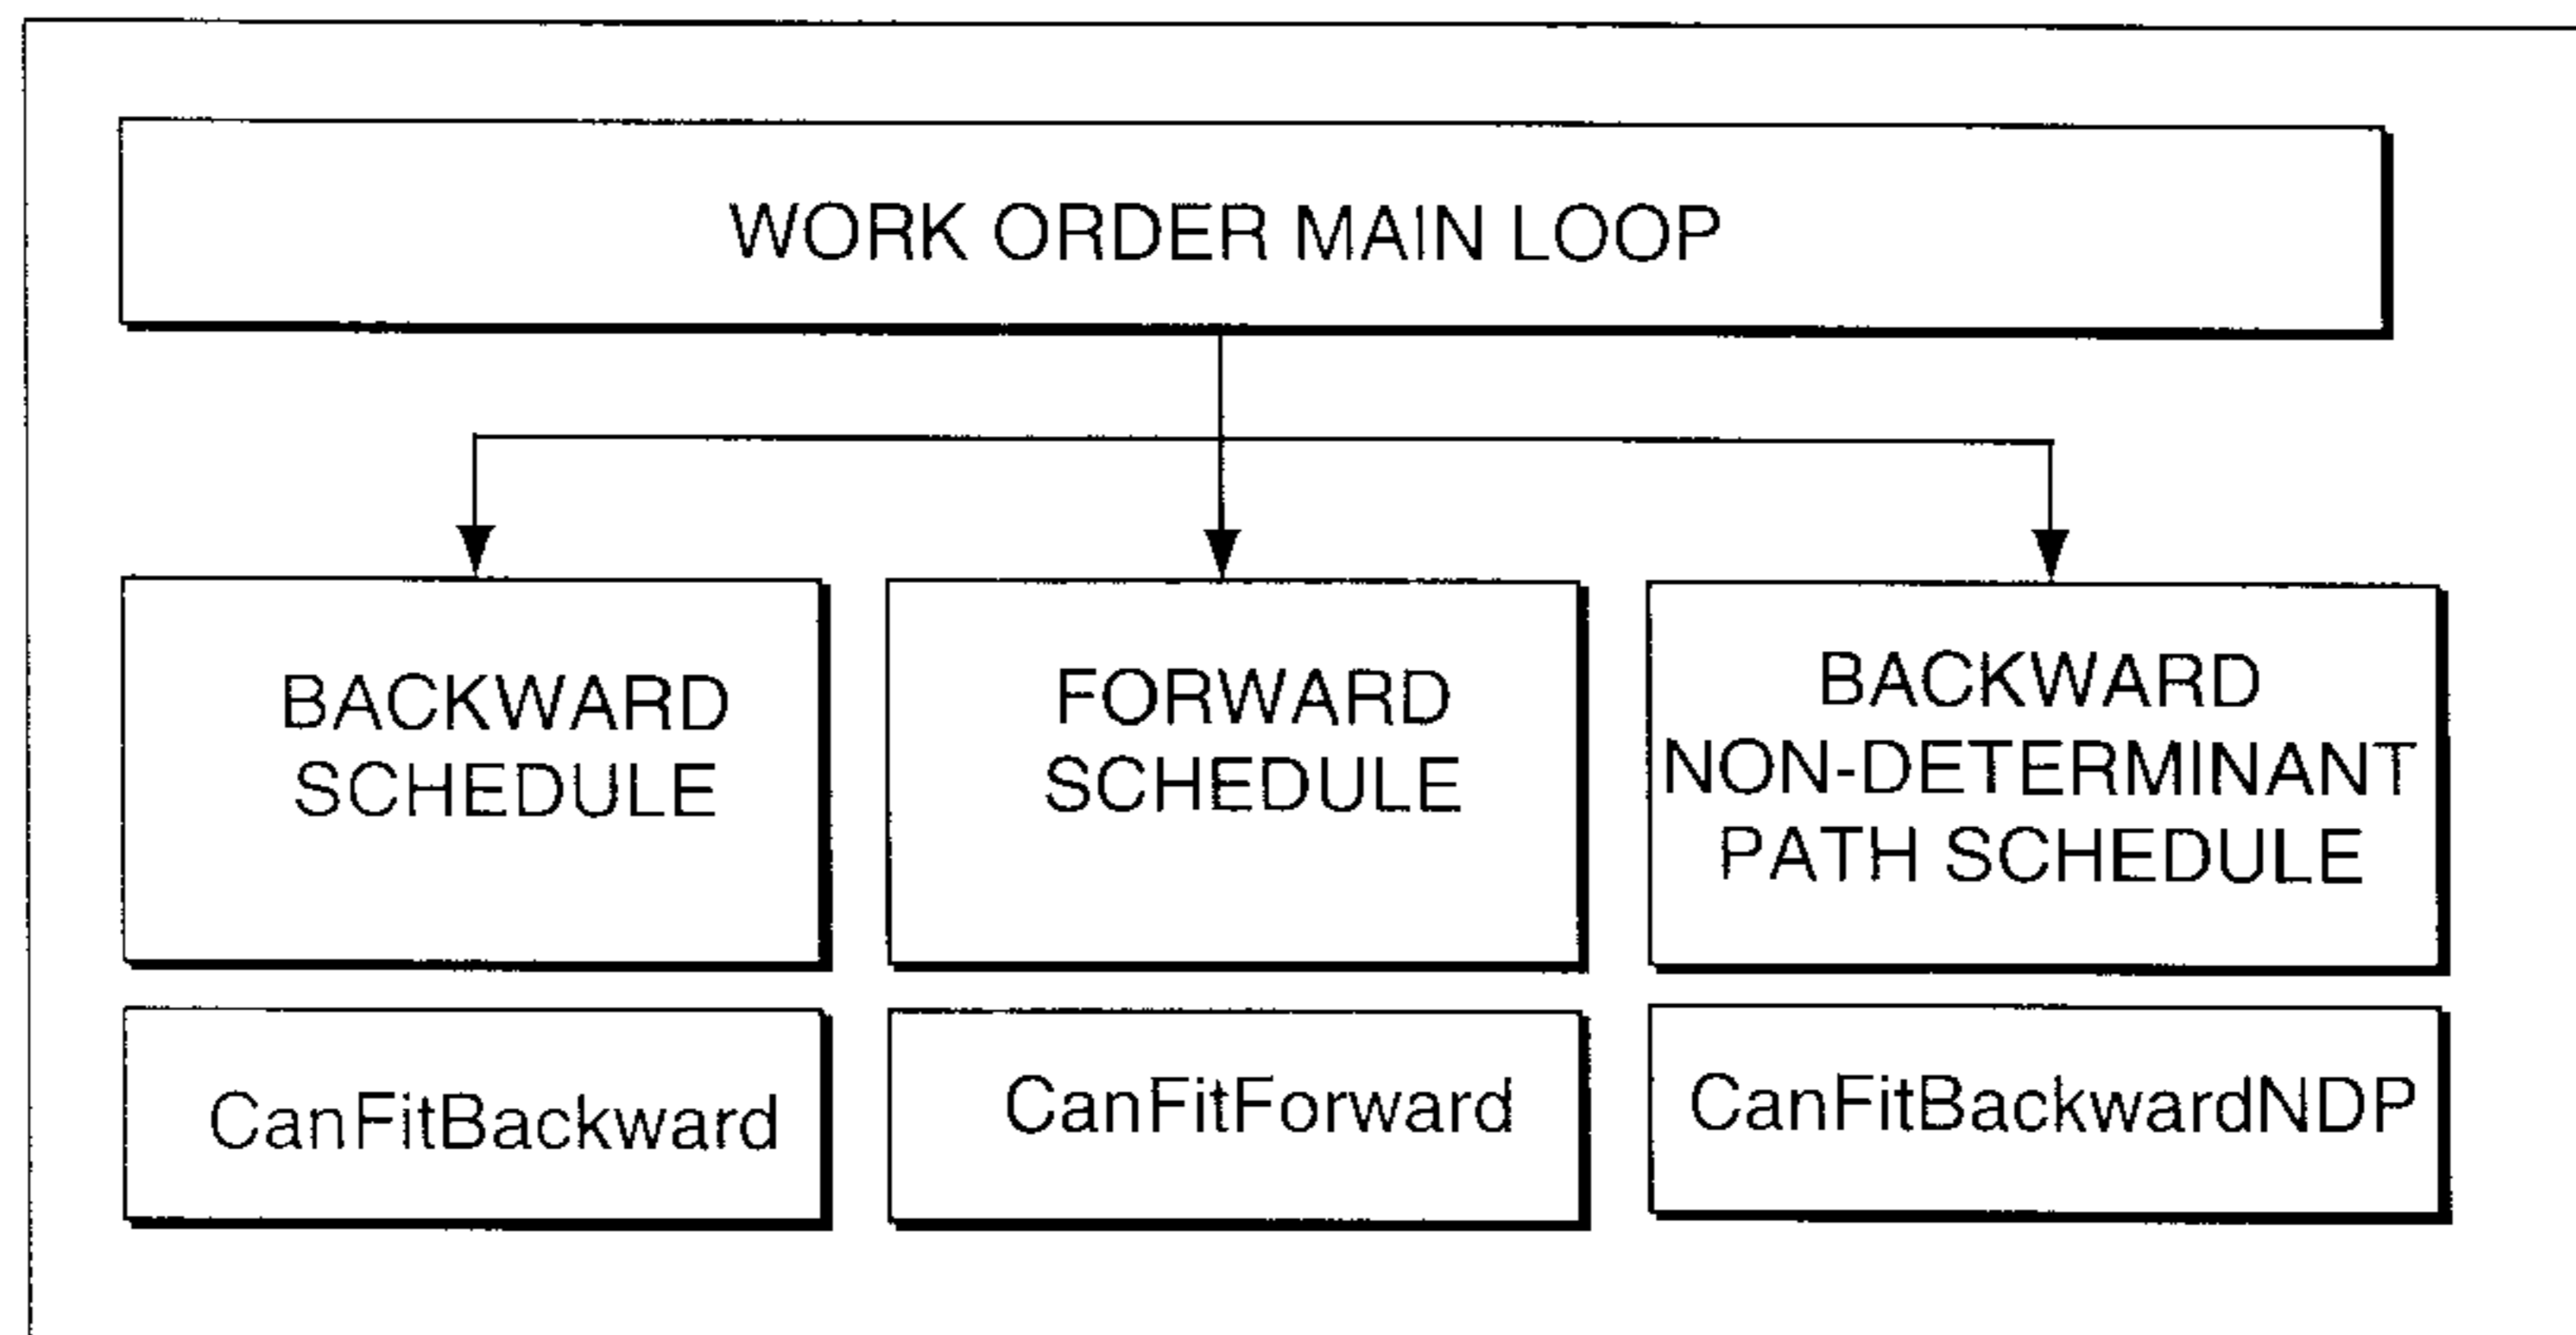 WORK ORDER MAIN LOOP
BACKWARD
SCHEDULE
FORWARD
SCHEDULE
BACKWARD
NON-DETERMINANT
PATH SCHEDULE
CanFitBackward
CanFitForward
CanFitBackwardNDP